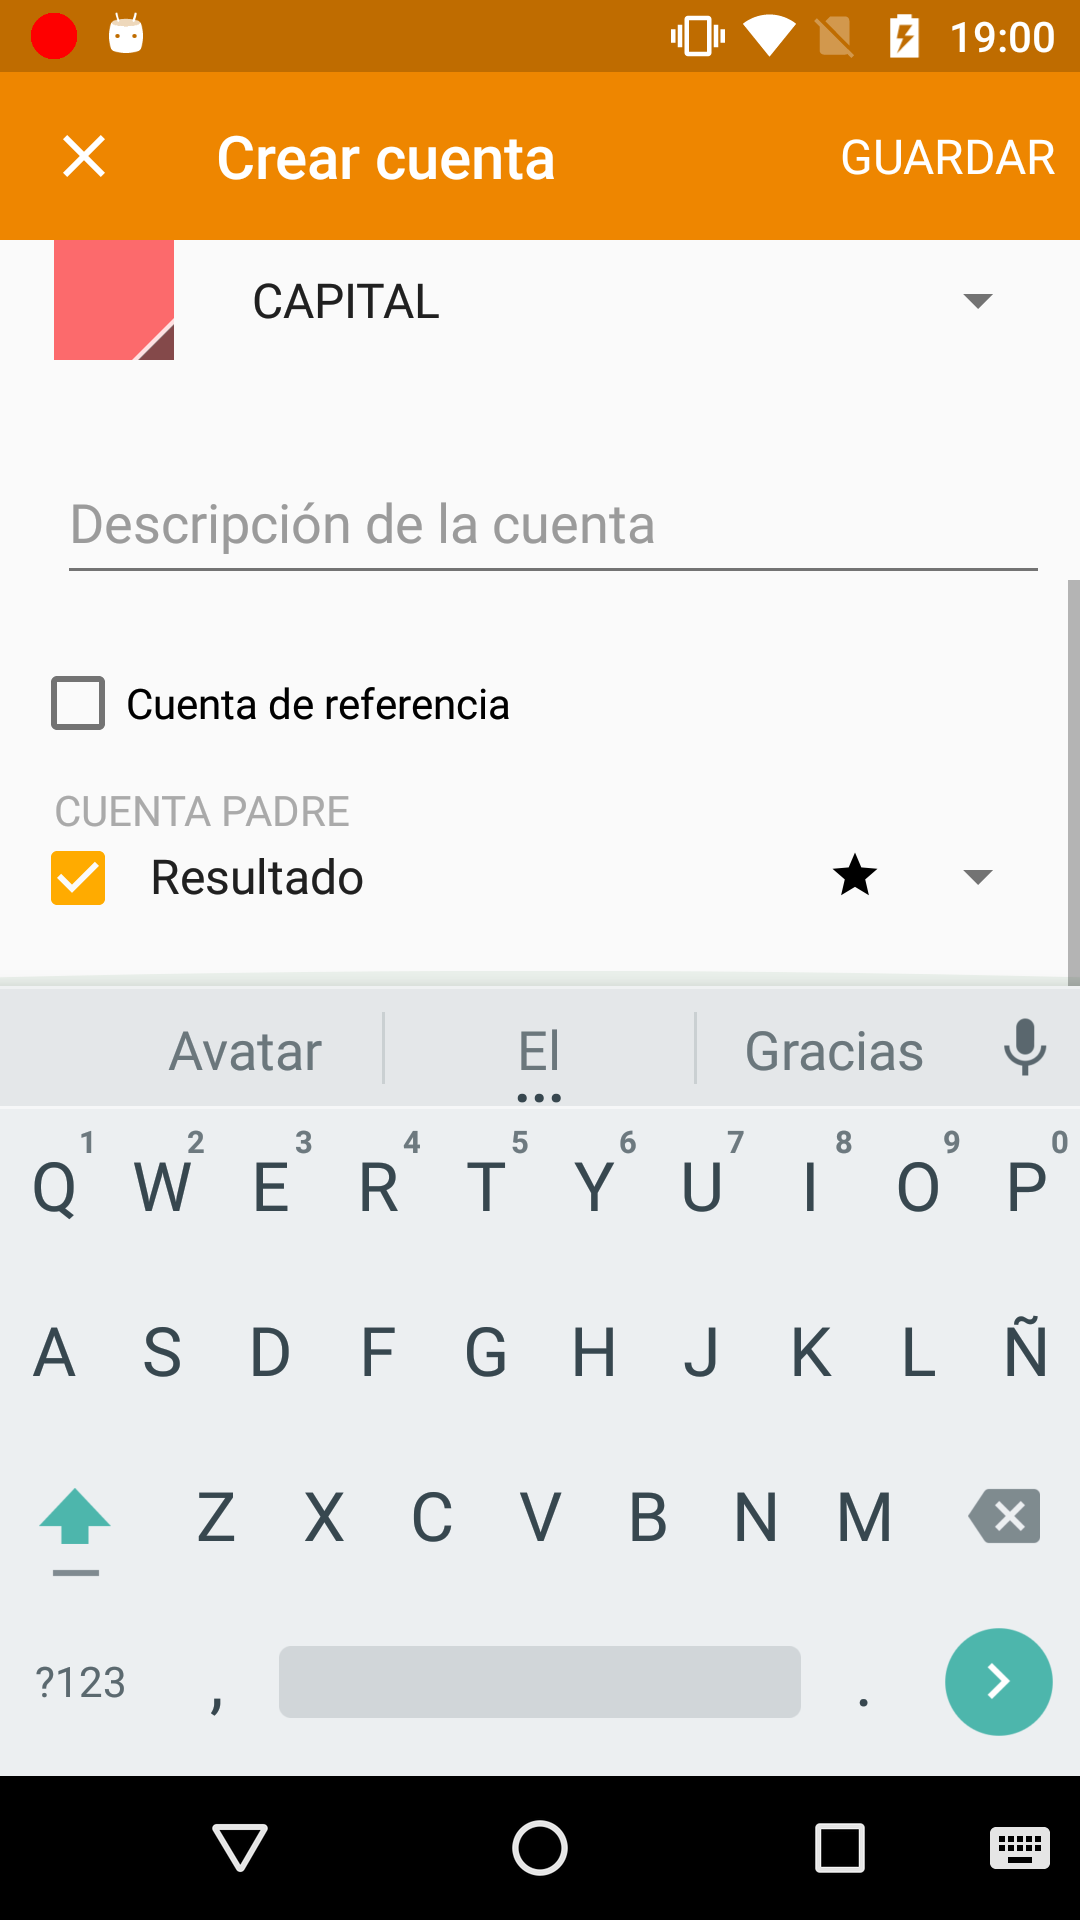 19:00
Crear cuenta GUARDAR
CAPITAL
Descripción de la cuenta
Cuenta de referencia
CUENTA PADRE
Resultado
Avatar El Gracias
1 2 3 4 5 6 7 8 9 0
Q W E R T Y U I O P
A S D F G H J K L Ñ
Z X C V B N M
?123 , .